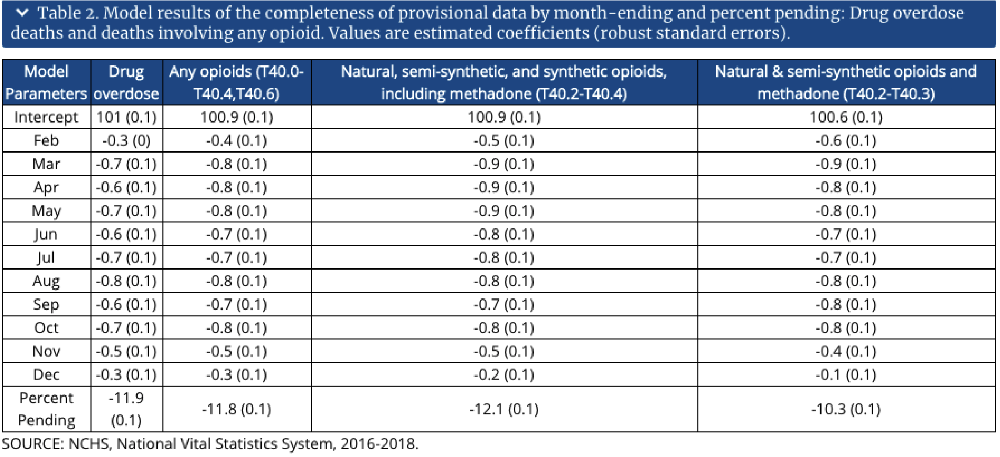 Table 2. Model results of the completeness of provisional data by month-ending and percent pending: Drug overdose
deaths and deaths involving any opioid. Values are estimated coefficients (robust standard errors).
Model Parameters Drug overdose Any opioids (T40.0-T40.4,T40.6) Natural, semi-synthetic, and synthetic opioids, including methadone (T40.2-T40.4) Natural & semi-synthetic opioids and methadone (T40.2-T40.3)
Intercept 101 (0.1) 100.9 (0.1) 100.9 (0.1) 100.6 (0.1)
Feb -0.3 (0) -0.4 (0.1) -0.5 (0.1) -0.6 (0.1)
Mar -0.7 (0.1) -0.8 (0.1) -0.9 (0.1) -0.9 (0.1)
Apr -0.6 (0.1) -0.8 (0.1) -0.9 (0.1) -0.8 (0.1)
May -0.7 (0.1) -0.8 (0.1) -0.9 (0.1) -0.8 (0.1)
Jun -0.6 (0.1) -0.7 (0.1) -0.8 (0.1) -0.7 (0.1)
Jul -0.7 (0.1) -0.7 (0.1) -0.8 (0.1) -0.7 (0.1)
Aug -0.8 (0.1) -0.8 (0.1) -0.8 (0.1) -0.8 (0.1)
Sep -0.6 (0.1) -0.7 (0.1) -0.7 (0.1) -0.8 (0.1)
Oct -0.7 (0.1) -0.8 (0.1) -0.8 (0.1) -0.8 (0.1)
Nov -0.5 (0.1) -0.5 (0.1) -0.5 (0.1) -0.4 (0.1)
Dec -0.3 (0.1) -0.3 (0.1) -0.2 (0.1) -0.1 (0.1)
Percent Pending -11.9 (0.1) -11.8 (0.1) -12.1 (0.1) -10.3 (0.1)
SOURCE: NCHS, National Vital Statistics System, 2016-2018.